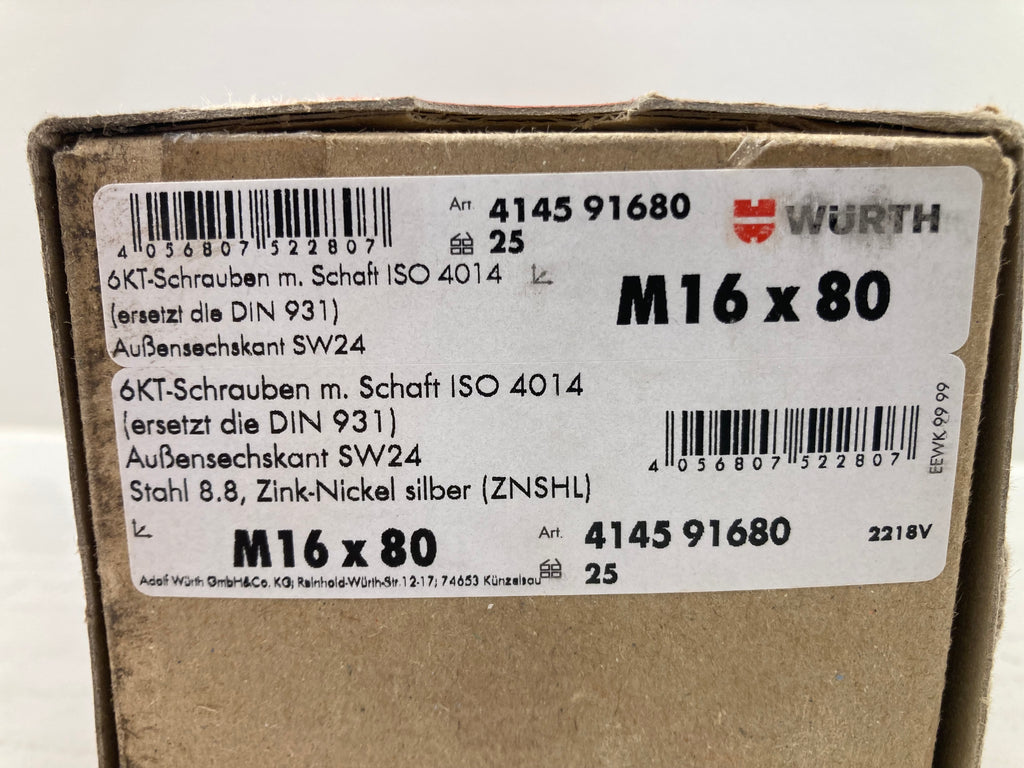 Art. 4145 91680
WÜRTH
4 056807 522807
25
6KT-Schrauben m. Schaft ISO 4014
M16 x 80
(ersetzt die DIN 931)
Außensechskant SW24
6KT-Schrauben m. Schaft ISO 4014
(ersetzt die DIN 931)
Außensechskant SW24
4 056807 522807
EEWK 99 99
Stahl 8.8, Zink-Nickel silber (ZNSHL)
M16 x 80
Art. 4145 91680
2218V
25
Adolf Würth GmbH&Co. KG; Reinhold-Würth-Str.12-17; 74653 Künzelsau